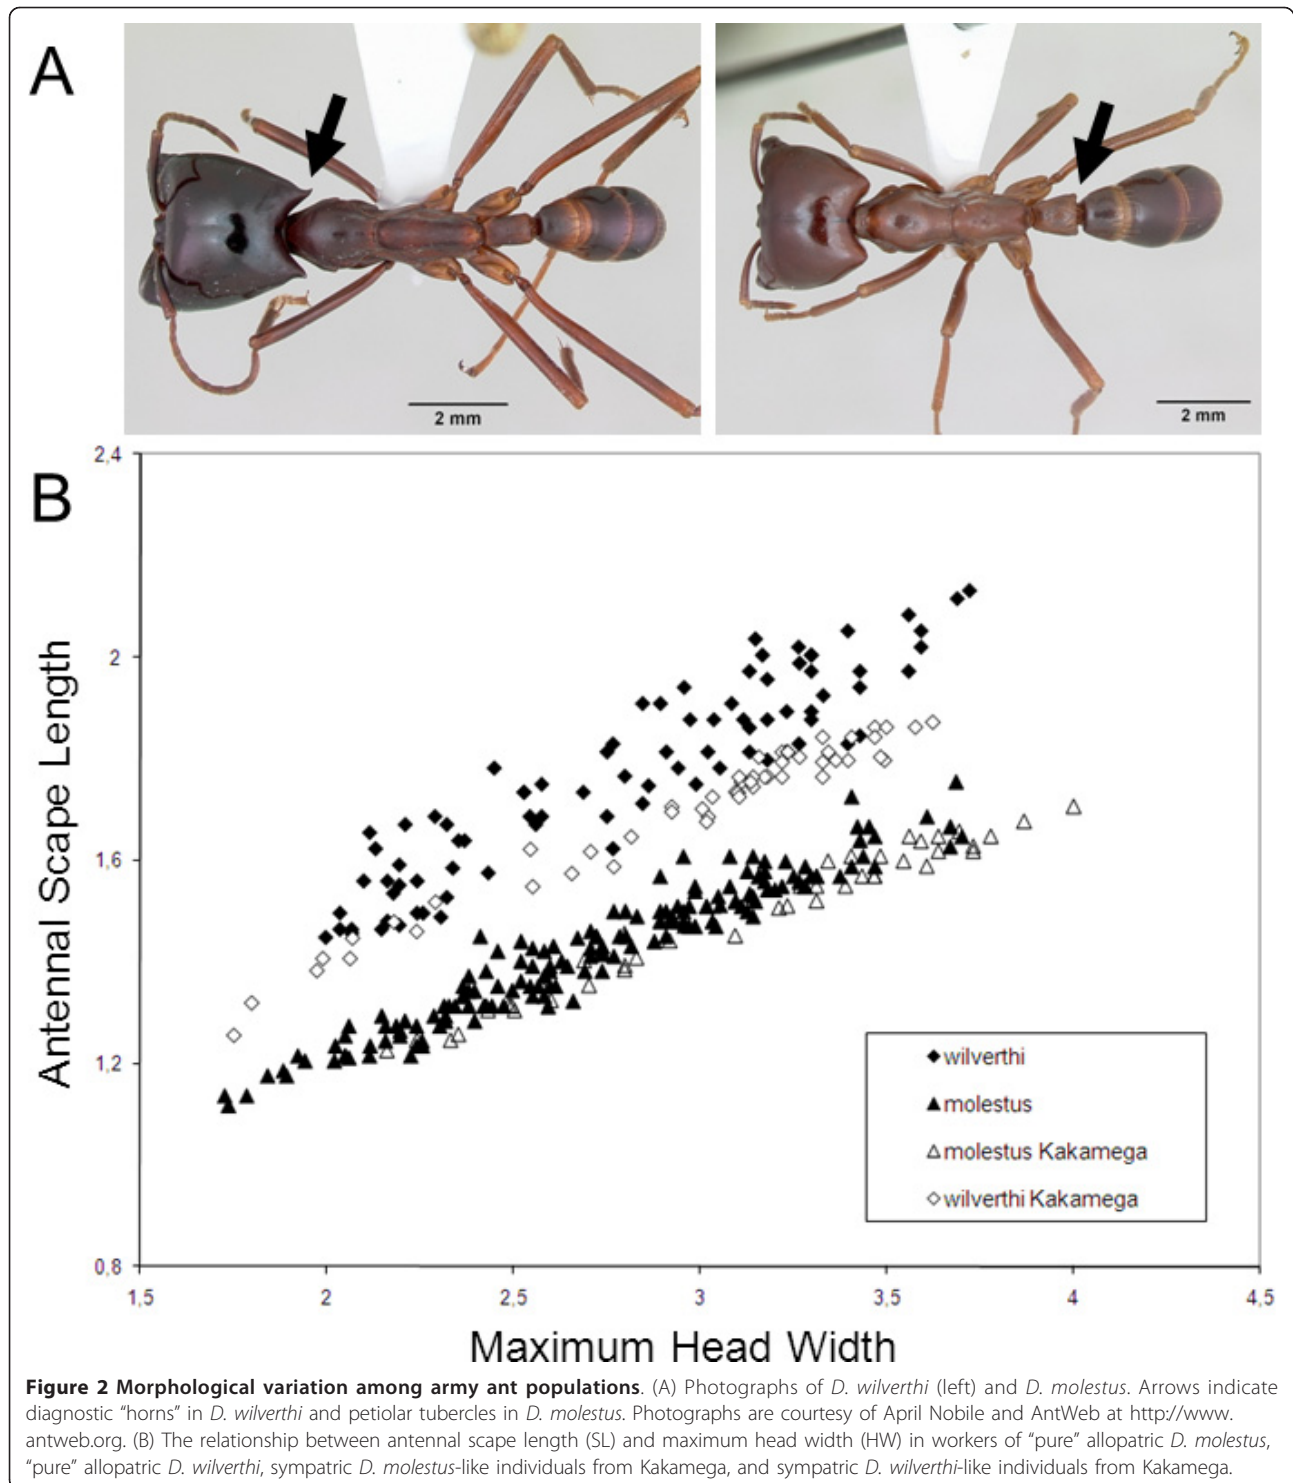 A
2 mm
2 mm
B
2,4
2
1,6
1,2
0,8
Antennal Scape Length
1,5
2
2,5
3
3,5
4
4,5
Maximum Head Width
wilverthi
molestus
molestus Kakamega
wilverthi Kakamega
Figure 2 Morphological variation among army ant populations. (A) Photographs of D. wilverthi (left) and D. molestus. Arrows indicate
diagnostic “horns” in D. wilverthi and petiolar tubercles in D. molestus. Photographs are courtesy of April Nobile and AntWeb at http://www.
antweb.org. (B) The relationship between antennal scape length (SL) and maximum head width (HW) in workers of “pure” allopatric D. molestus,
“pure” allopatric D. wilverthi, sympatric D. molestus-like individuals from Kakamega, and sympatric D. wilverthi-like individuals from Kakamega.